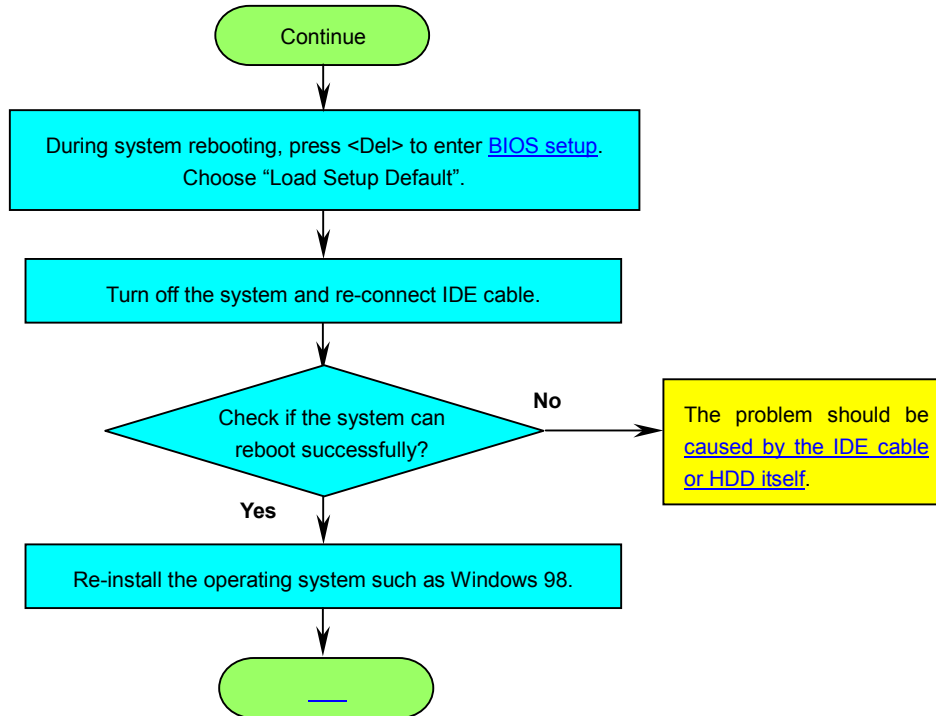 Continue
During system rebooting, press <Del> to enter BIOS setup.
Choose “Load Setup Default”.
Turn off the system and re-connect IDE cable.
Check if the system can
reboot successfully?
No
The problem should be
caused by the IDE cable
or HDD itself.
Yes
Re-install the operating system such as Windows 98.